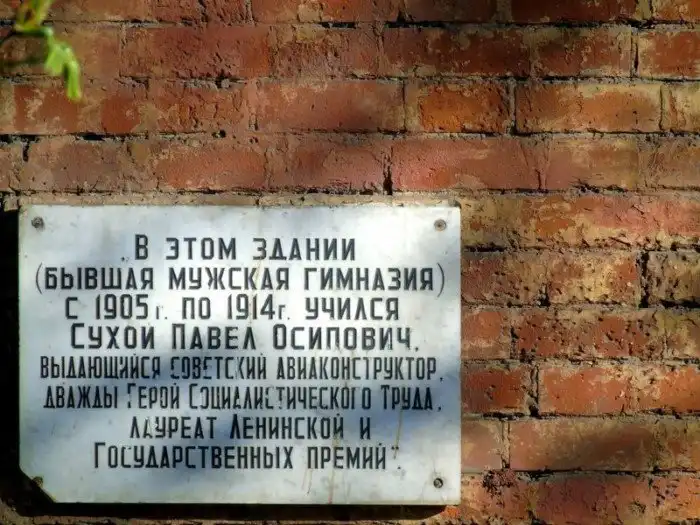 „В ЭТОМ ЗДАНИИ
(БЫВШАЯ МУЖСКАЯ ГИМНАЗИЯ)
С 1905г. ПО 1914г. УЧИЛСЯ
СУХОЙ ПАВЕЛ ОСИПОВИЧ,
ВЫДАЮЩИЙСЯ СОВЕТСКИЙ АВИАКОНСТРУКТОР,
ДВАЖДЫ ГЕРОЙ СОЦИАЛИСТИЧЕСКОГО ТРУДА,
ЛАУРЕАТ ЛЕНИНСКОЙ И
ГОСУДАРСТВЕННЫХ ПРЕМИЙ".